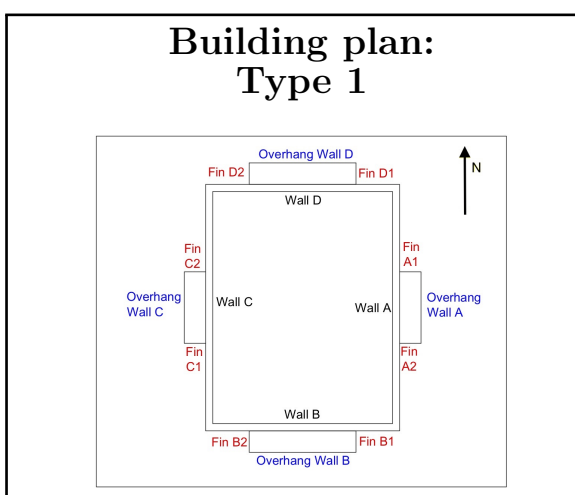 Building plan:
Type 1
Overhang Wall D
Fin D2
Fin D1
N
Wall D
Fin
C2
Fin
A1
Overhang
Wall C
Wall C
Wall A
Overhang
Wall A
Fin
C1
Fin
A2
Wall B
Fin B2
Fin B1
Overhang Wall B